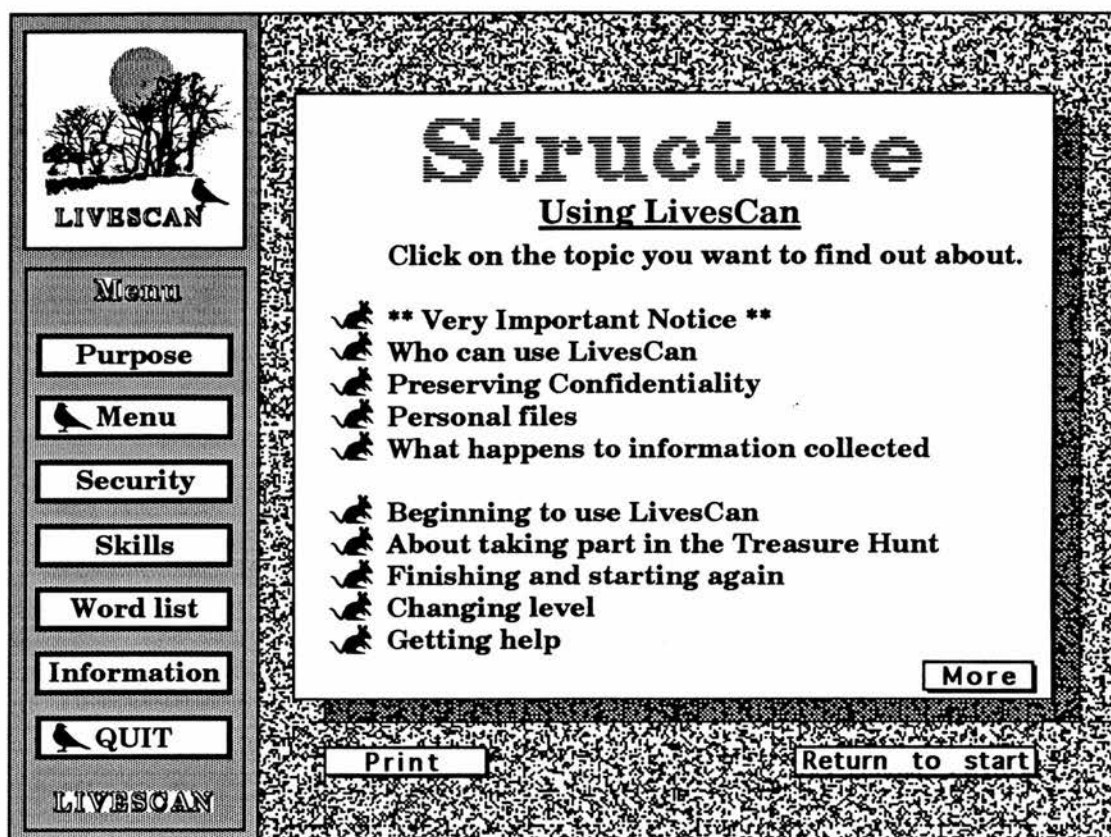 LIVESCAN
Menu
Purpose
Menu
Security
Skills
Word list
Information
QUIT
LIVESCAN
Structure
Using LivesCan
Click on the topic you want to find out about.
** Very Important Notice **
Who can use LivesCan
Preserving Confidentiality
Personal files
What happens to information collected
Beginning to use LivesCan
About taking part in the Treasure Hunt
Finishing and starting again
Changing level
Getting help
More
Print
Return to start